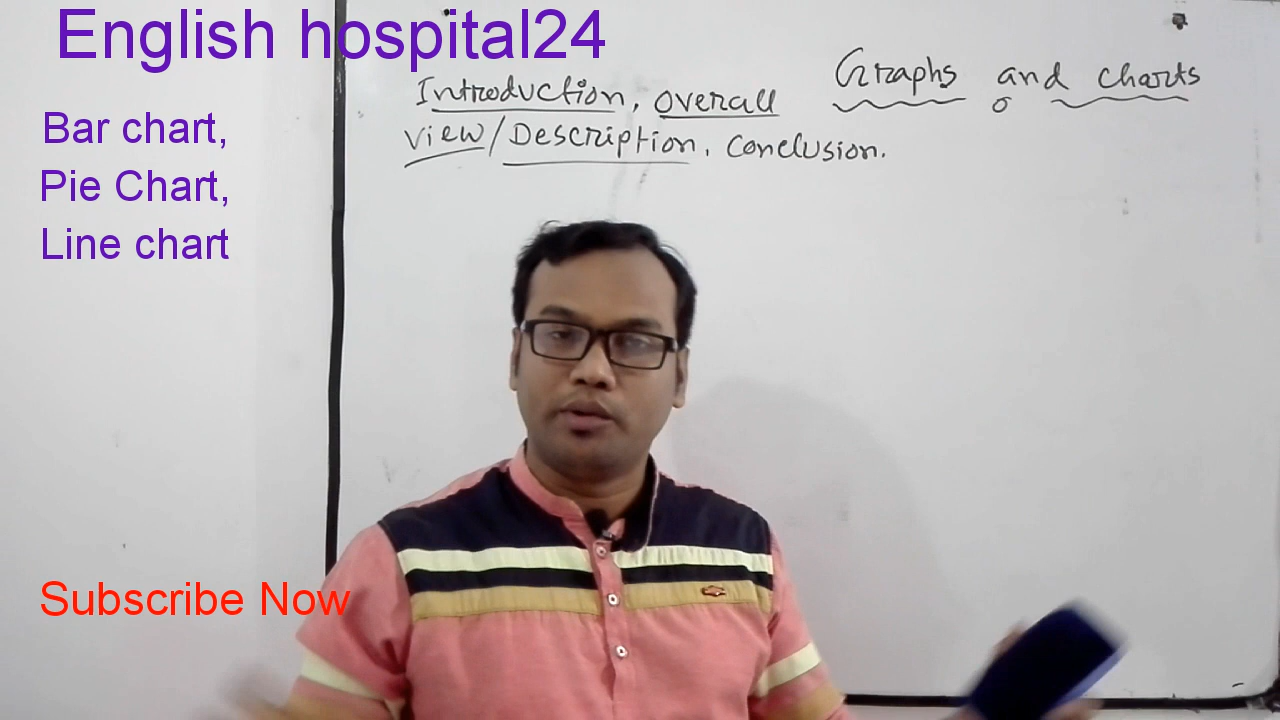 English hospital24
Bar chart,
Pie Chart,
Line chart
Graphs and charts
Introduction, overall
view/Description, conclusion.
Subscribe Now